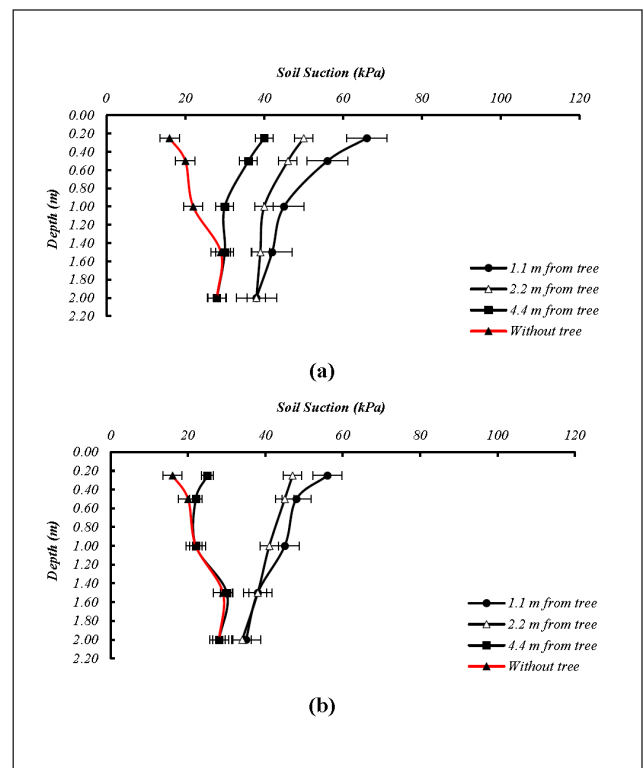 Soil Suction (kPa)
0 20 40 60 80 100 120
0.00
0.20
0.40
0.60
0.80
1.00
1.20
1.40
1.60
1.80
2.00
2.20
Depth (m)
1.1 m from tree
2.2 m from tree
4.4 m from tree
Without tree
(a)
Soil Suction (kPa)
0 20 40 60 80 100 120
0.00
0.20
0.40
0.60
0.80
1.00
1.20
1.40
1.60
1.80
2.00
2.20
Depth (m)
1.1 m from tree
2.2 m from tree
4.4 m from tree
Without tree
(b)